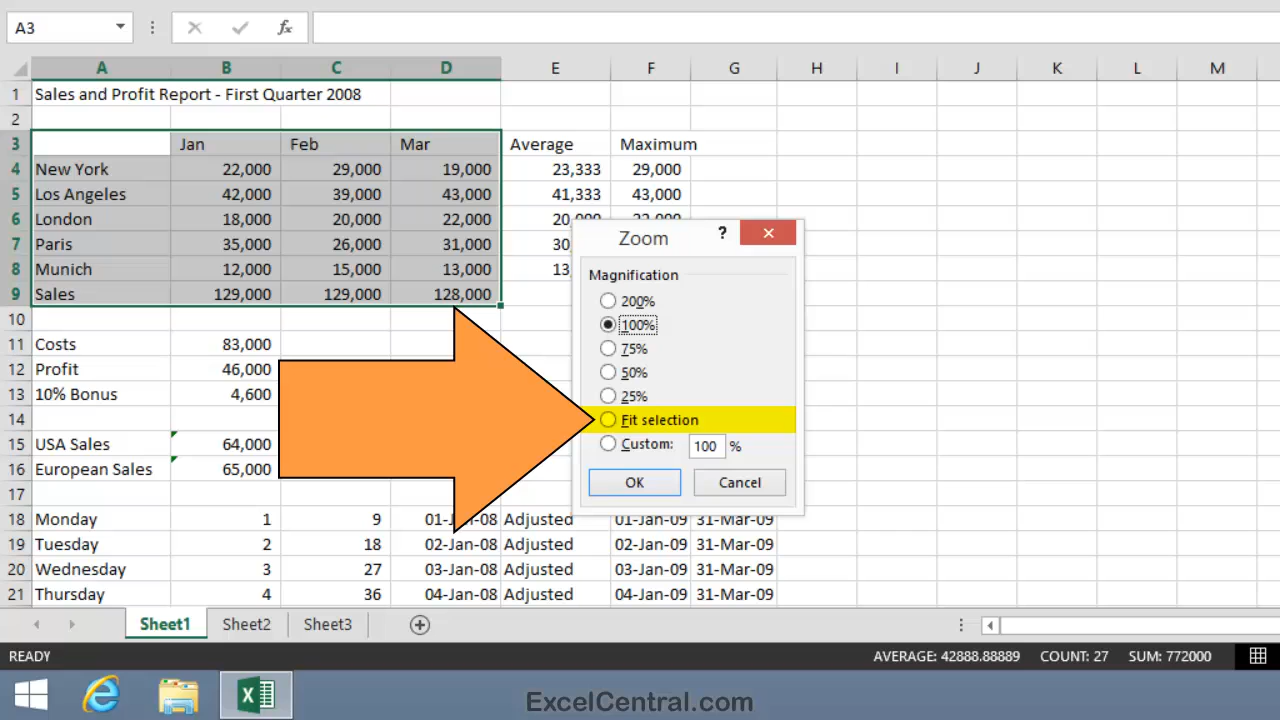 A3 fx
A B C D E F G H I J K L M
1 Sales and Profit Report - First Quarter 2008
2
3 Jan Feb Mar Average Maximum
4 New York 22,000 29,000 19,000 23,333 29,000
5 Los Angeles 42,000 39,000 43,000 41,333 43,000
6 London 18,000 20,000 22,000
7 Paris 35,000 26,000 31,000
8 Munich 12,000 15,000 13,000
9 Sales 129,000 129,000 128,000
10
11 Costs 83,000
12 Profit 46,000
13 10% Bonus 4,600
14
15 USA Sales 64,000
16 European Sales 65,000
17
18 Monday 1 9 01-Jan-08 Adjusted 01-Jan-09 31-Mar-09
19 Tuesday 2 18 02-Jan-08 Adjusted 02-Jan-09 31-Mar-09
20 Wednesday 3 27 03-Jan-08 Adjusted 03-Jan-09 31-Mar-09
21 Thursday 4 36 04-Jan-08 Adjusted 04-Jan-09 31-Mar-09
Zoom ?
Magnification
200%
100%
75%
50%
25%
Fit selection
Custom: 100 %
OK Cancel
Sheet1 Sheet2 Sheet3
READY AVERAGE: 42888.88889 COUNT: 27 SUM: 772000
ExcelCentral.com